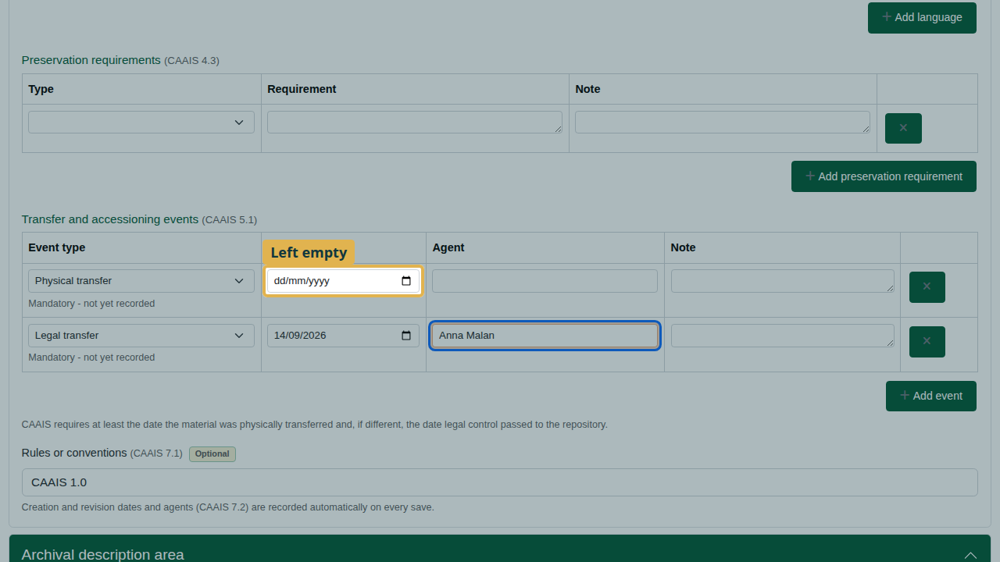 + Add language
Preservation requirements (CAAIS 4.3)
Type Requirement Note
×
+ Add preservation requirement
Transfer and accessioning events (CAAIS 5.1)
Event type Left empty Agent Note
Physical transfer dd/mm/yyyy ×
Mandatory - not yet recorded
Legal transfer 14/09/2026 Anna Malan ×
Mandatory - not yet recorded
+ Add event
CAAIS requires at least the date the material was physically transferred and, if different, the date legal control passed to the repository.
Rules or conventions (CAAIS 7.1) Optional
CAAIS 1.0
Creation and revision dates and agents (CAAIS 7.2) are recorded automatically on every save.
Archival description area